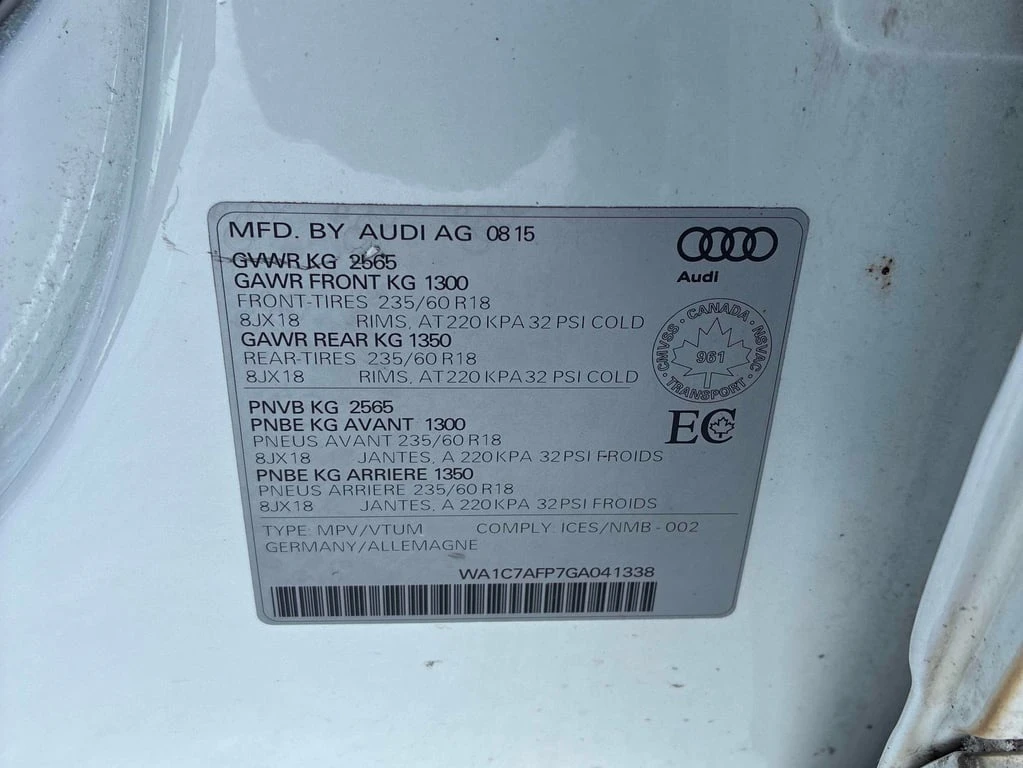 MFD. BY AUDI AG 08 15
GVWR KG 2565
GAWR FRONT KG 1300
FRONT-TIRES 235/60 R18
8JX18 RIMS, AT 220 KPA 32 PSI COLD
GAWR REAR KG 1350
REAR-TIRES 235/60 R18
8JX18 RIMS, AT 220 KPA 32 PSI COLD
Audi
CMVSS · CANADA · NSVAC · TRANSPORT ·
961
EC
PNVB KG 2565
PNBE KG AVANT 1300
PNEUS AVANT 235/60 R18
8JX18 JANTES, A 220 KPA 32 PSI FROIDS
PNBE KG ARRIERE 1350
PNEUS ARRIERE 235/60 R18
8JX18 JANTES, A 220 KPA 32 PSI FROIDS
TYPE: MPV/VTUM COMPLY: ICES/NMB - 002
GERMANY/ALLEMAGNE
WA1C7AFP7GA041338